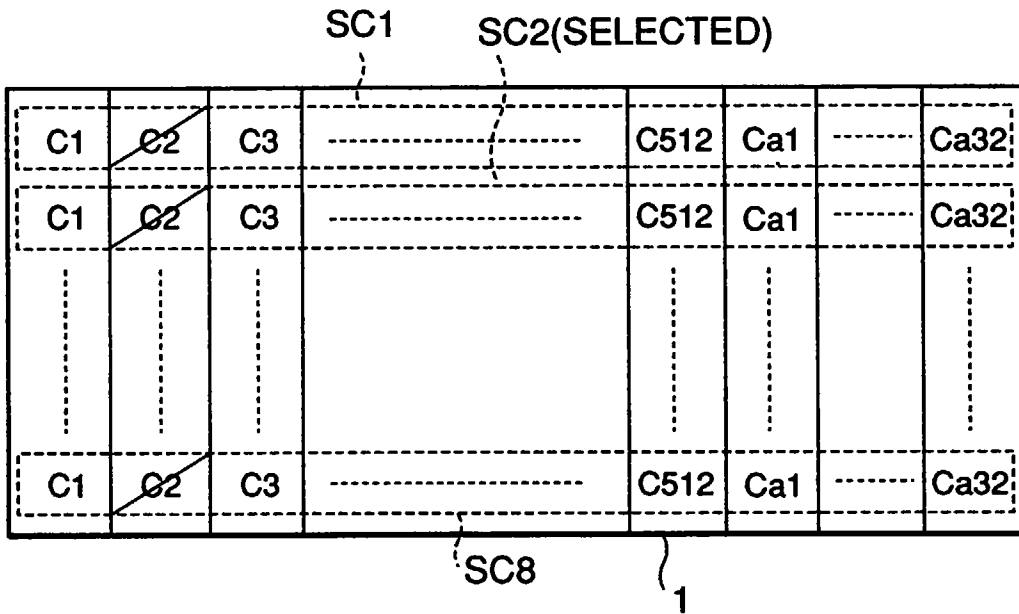 SC1 SC2(SELECTED)
C1 C2 C3 C512 Ca1 Ca32
C1 C2 C3 C512 Ca1 Ca32
C1 C2 C3 C512 Ca1 Ca32
SC8
1